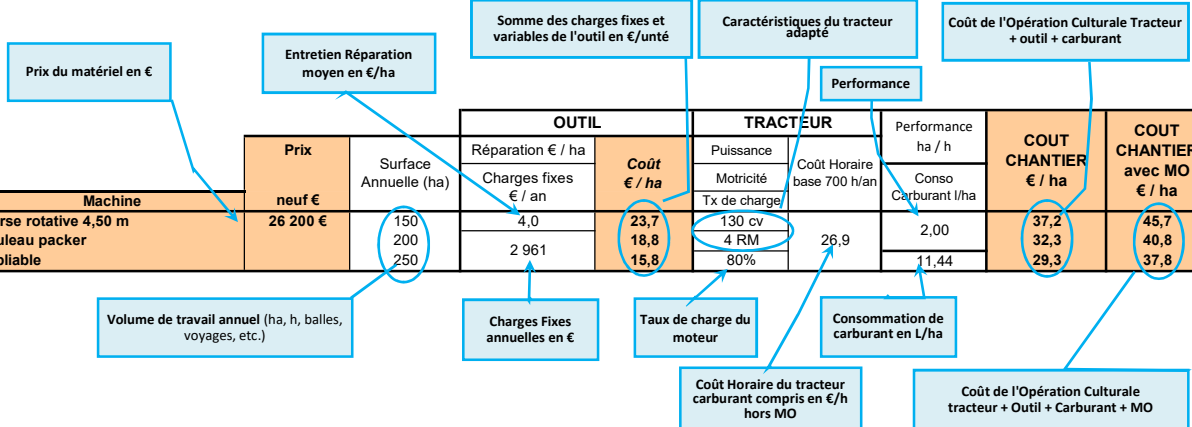 Somme des charges fixes et
variables de l'outil en €/unté
Caractéristiques du tracteur
adapté
Coût de l'Opération Culturale Tracteur
+ outil + carburant
Prix du matériel en €
Entretien Réparation
moyen en €/ha
Performance
OUTIL
TRACTEUR
Performance
ha / h
COUT
CHANTIER
€ / ha
COUT
CHANTIER
avec MO
€ / ha
Prix
neuf €
Surface
Annuelle (ha)
Réparation € / ha
Charges fixes
€ / an
Coût
€ / ha
Puissance
Motricité
Tx de charge
Coût Horaire
base 700 h/an
Conso
Carburant l/ha
Machine
rse rotative 4,50 m
uleau packer
pliable
26 200 €
150
200
250
4,0
2 961
23,7
18,8
15,8
130 cv
4 RM
80%
26,9
2,00
11,44
37,2
32,3
29,3
45,7
40,8
37,8
Volume de travail annuel (ha, h, balles,
voyages, etc.)
Charges Fixes
annuelles en €
Taux de charge du
moteur
Consommation de
carburant en L/ha
Coût Horaire du tracteur
carburant compris en €/h
hors MO
Coût de l'Opération Culturale
tracteur + Outil + Carburant + MO